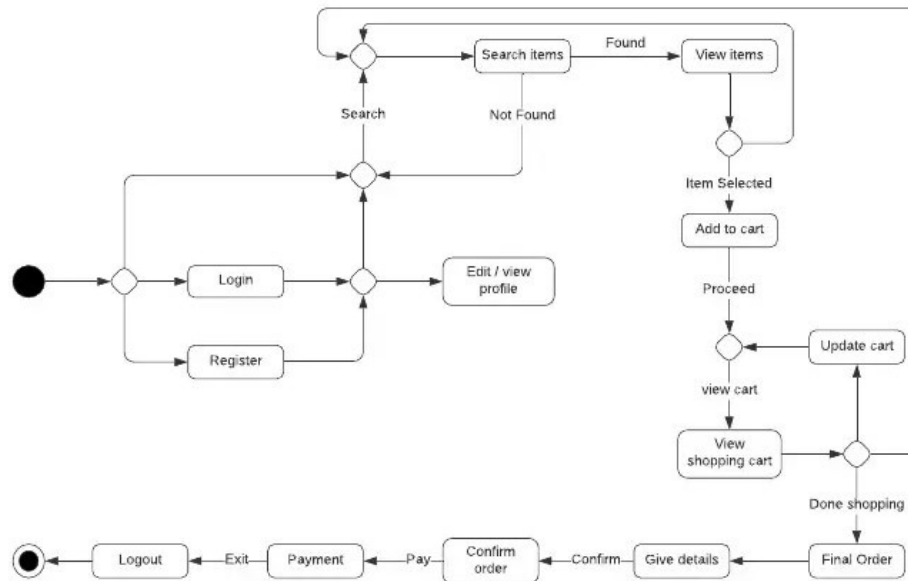 Found
Search items
View items
Search
Not Found
Item Selected
Add to cart
Login
Edit / view
profile
Proceed
Register
Update cart
view cart
View
shopping cart
Done shopping
Logout
Exit
Payment
Pay
Confirm
order
Confirm
Give details
Final Order